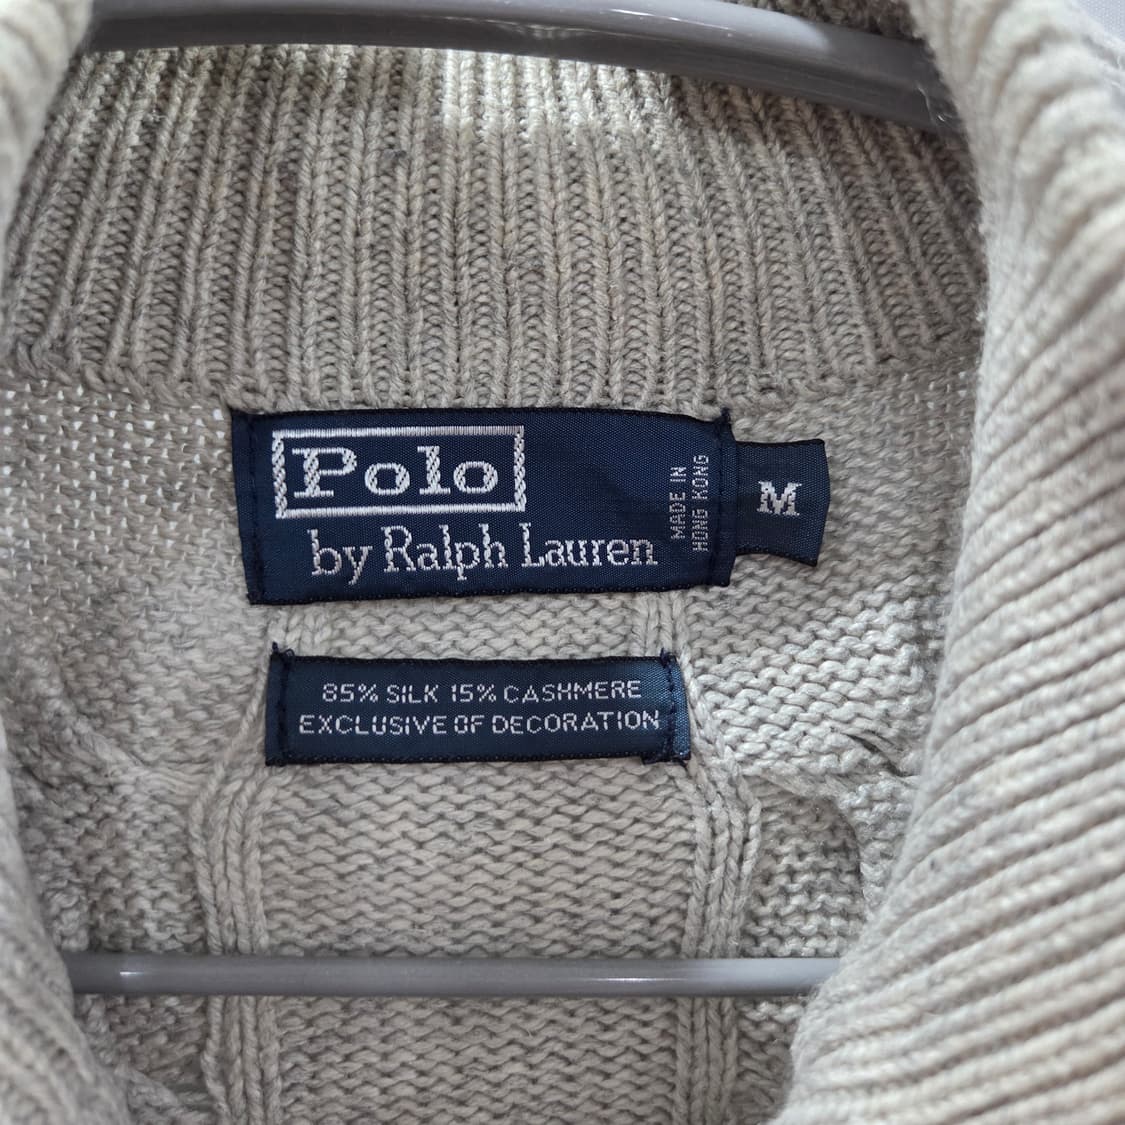 Polo
by Ralph Lauren
MADE IN
HONG KONG
M
85% SILK 15% CASHMERE
EXCLUSIVE OF DECORATION